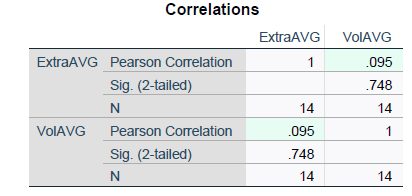 Correlations
ExtraAVG VolAVG
ExtraAVG Pearson Correlation 1 .095
Sig. (2-tailed) .748
N 14 14
VolAVG Pearson Correlation .095 1
Sig. (2-tailed) .748
N 14 14